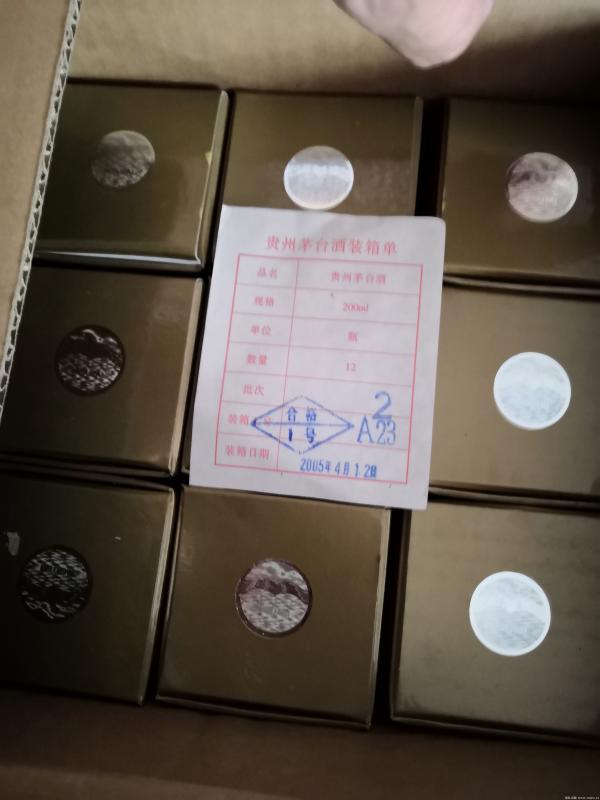 贵州茅台酒装箱单
品名 贵州茅台酒
规格 200ml
单位 瓶
数量 12
批次
2
装箱 号 合格 A23
1号
装箱日期 2005年4月12日